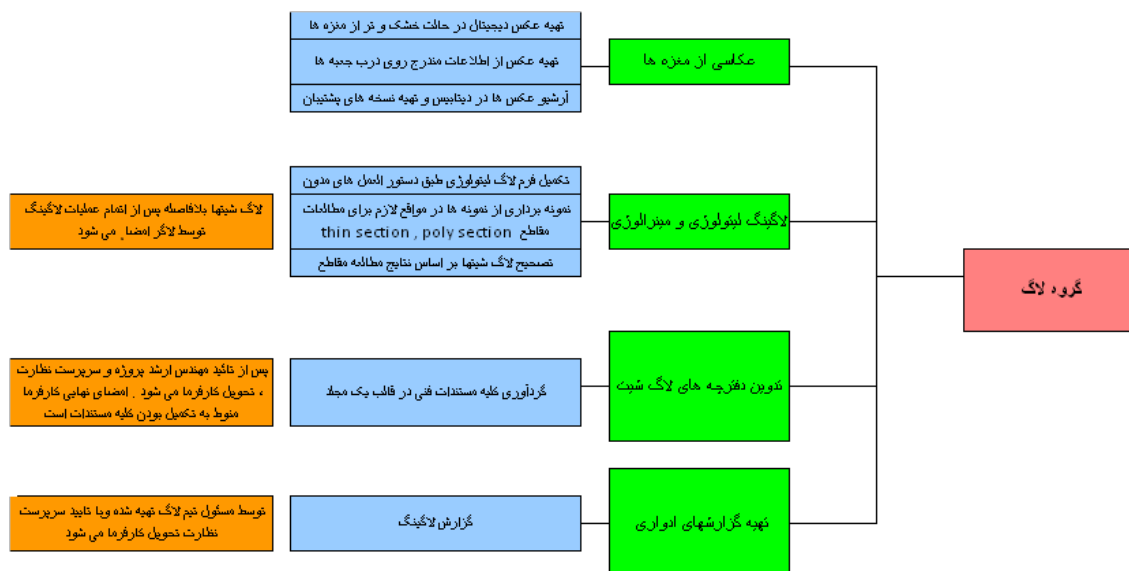 گروه لاگ
عکاسی از مغزه ها
تهیه عکس دیجیتال در حالت خشک و تر از مغزه ها
تهیه عکس از اطلاعات مندرج روی درب جعبه ها
آرشیو عکس ها در دیتابیس و تهیه نسخه های پشتیبان
لاگینگ لیتولوژی و مینرالوژی
تکمیل فرم لاگ لیتولوژی طبق دستور العمل های مدون
نمونه برداری از نمونه ها در مواقع لازم برای مطالعات
مقاطع thin section , poly section
تصحیح لاگ شیتها بر اساس نتایج مطالعه مقاطع
لاگ شیتها بلافاصله پس از اتمام عملیات لاگینگ
توسط لاگر امضاء می شود
تدوین دفترچه های لاگ شیت
گردآوری کلیه مستندات فنی در قالب یک مجلد
پس از تائید مهندس ارشد پروژه و سرپرست نظارت
، تحویل کارفرما می شود . امضای نهایی کارفرما
منوط به تکمیل بودن کلیه مستندات است
تهیه گزارشهای ادواری
گزارش لاگینگ
توسط مسئول تیم لاگ تهیه شده وبا تایید سرپرست
نظارت تحویل کارفرما می شود